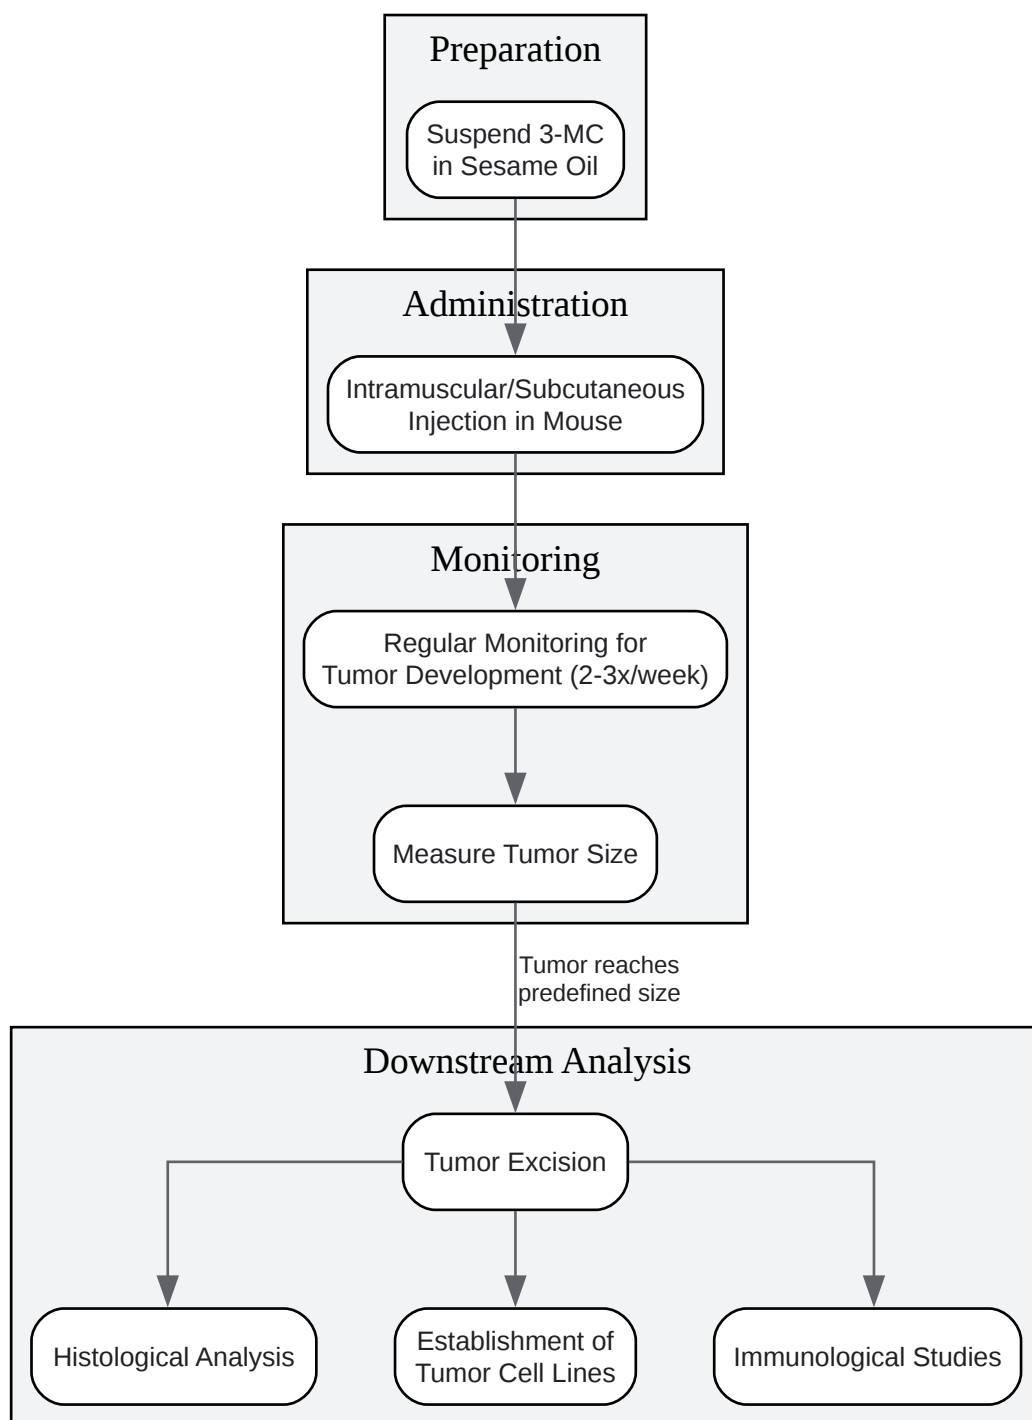 Preparation
Suspend 3-MC
in Sesame Oil
Administration
Intramuscular/Subcutaneous
Injection in Mouse
Monitoring
Regular Monitoring for
Tumor Development (2-3x/week)
Measure Tumor Size
Tumor reaches
predefined size
Downstream Analysis
Tumor Excision
Histological Analysis
Establishment of
Tumor Cell Lines
Immunological Studies